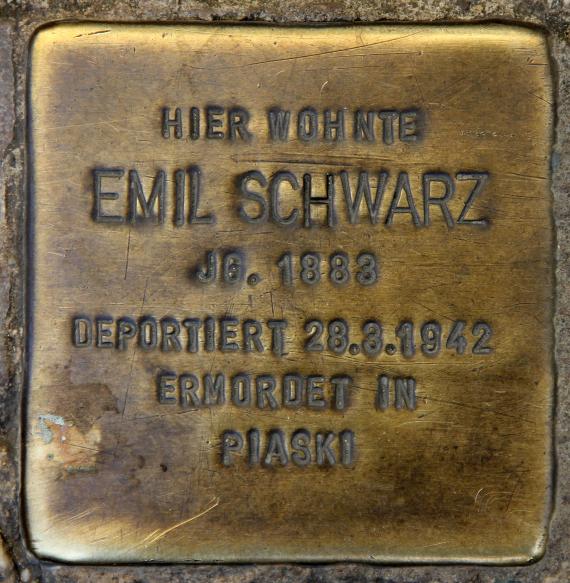 HIER WOHNTE
EMIL SCHWARZ
JG. 1883
DEPORTIERT 28.3.1942
ERMORDET IN
PIASKI